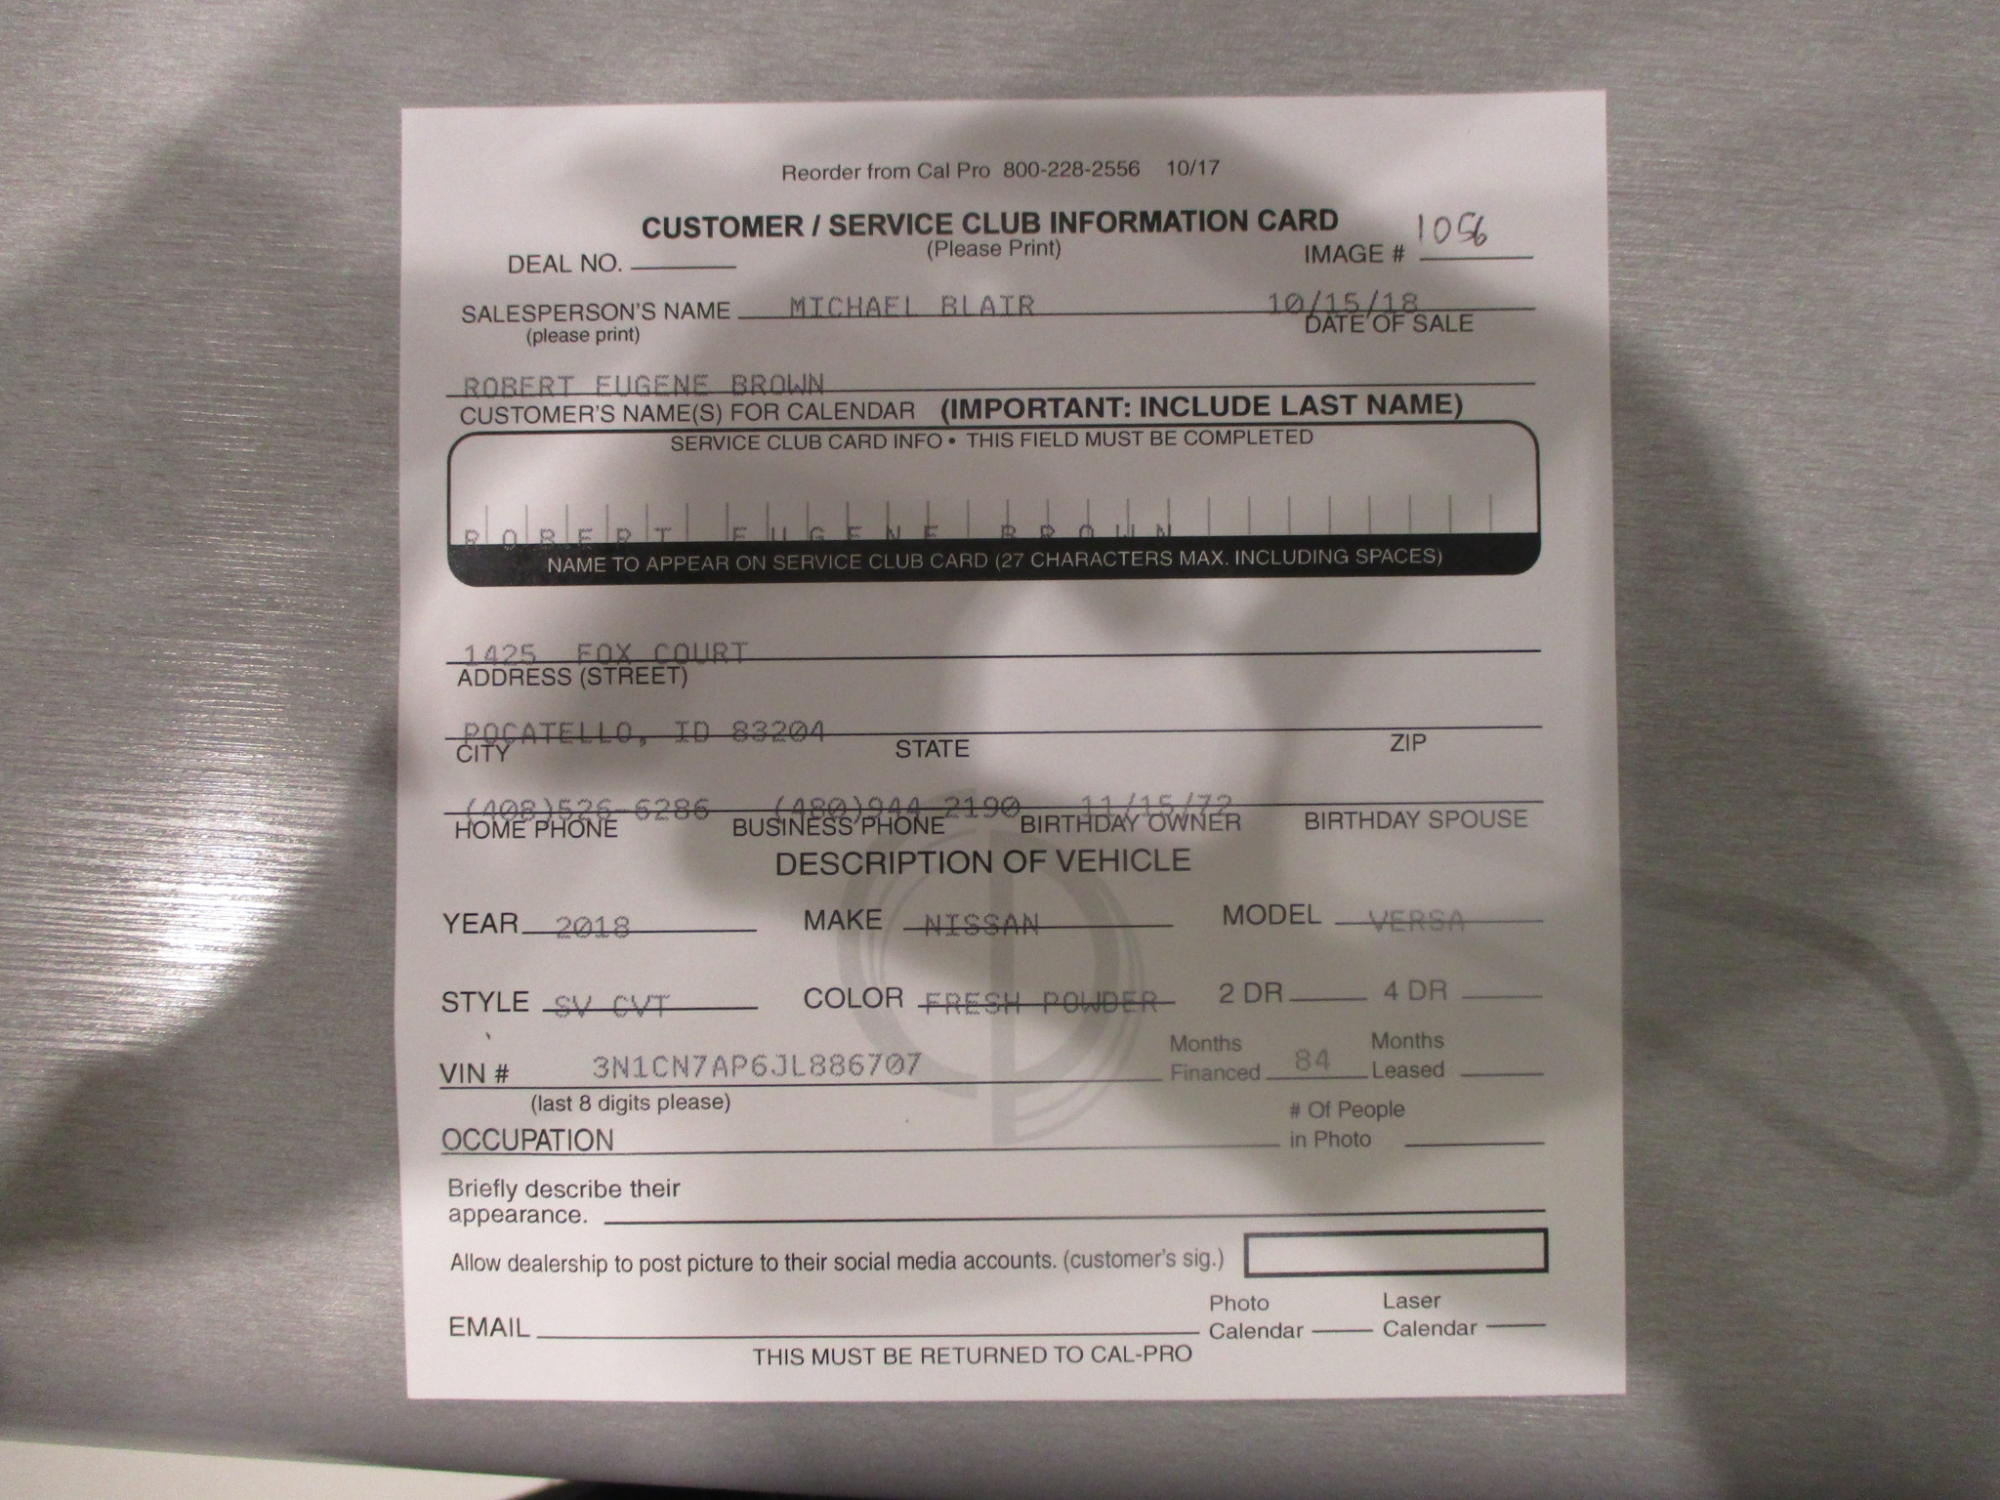 Reorder from Cal Pro 800-228-2556 10/17
CUSTOMER / SERVICE CLUB INFORMATION CARD
(Please Print)
DEAL NO. IMAGE # 1056
SALESPERSON'S NAME MICHAEL BLAIR 10/15/18
(please print) DATE OF SALE
ROBERT EUGENE BROWN
CUSTOMER'S NAME(S) FOR CALENDAR (IMPORTANT: INCLUDE LAST NAME)
SERVICE CLUB CARD INFO • THIS FIELD MUST BE COMPLETED
ROBERT EUGENE BROWN
NAME TO APPEAR ON SERVICE CLUB CARD (27 CHARACTERS MAX. INCLUDING SPACES)
1425 FOX COURT
ADDRESS (STREET)
POCATELLO, ID 83204
CITY STATE ZIP
(408)526-6286 (480)944-2190 11/15/72
HOME PHONE BUSINESS PHONE BIRTHDAY OWNER BIRTHDAY SPOUSE
DESCRIPTION OF VEHICLE
YEAR 2018 MAKE NISSAN MODEL VERSA
STYLE SV CVT COLOR FRESH POWDER 2 DR 4 DR
VIN # 3N1CN7AP6JL886707 Months Financed 84 Months Leased
(last 8 digits please)
OCCUPATION # Of People in Photo
Briefly describe their
appearance.
Allow dealership to post picture to their social media accounts. (customer's sig.)
EMAIL Photo Calendar Laser Calendar
THIS MUST BE RETURNED TO CAL-PRO